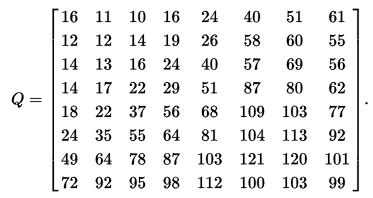 16 11 10 16 24 40 51 61
12 12 14 19 26 58 60 55
14 13 16 24 40 57 69 56
Q = 14 17 22 29 51 87 80 62 .
18 22 37 56 68 109 103 77
24 35 55 64 81 104 113 92
49 64 78 87 103 121 120 101
72 92 95 98 112 100 103 99